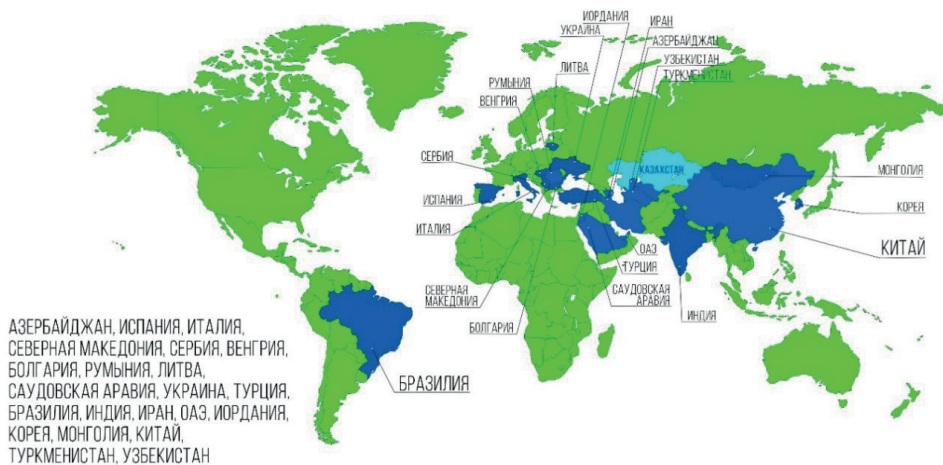 ИОРДАНИЯ
УКРАИНА
ИРАН
АЗЕРБАЙДЖАН
УЗБЕКИСТАН
ТУРКМЕНИСТАН
ЛИТВА
РУМЫНИЯ
ВЕНГРИЯ
СЕРБИЯ
КАЗАХСТАН
МОНГОЛИЯ
ИСПАНИЯ
КОРЕЯ
ИТАЛИЯ
КИТАЙ
ОАЭ
ТУРЦИЯ
СЕВЕРНАЯ
МАКЕДОНИЯ
САУДОВСКАЯ
АРАВИЯ
ИНДИЯ
БОЛГАРИЯ
БРАЗИЛИЯ
АЗЕРБАЙДЖАН, ИСПАНИЯ, ИТАЛИЯ,
СЕВЕРНАЯ МАКЕДОНИЯ, СЕРБИЯ, ВЕНГРИЯ,
БОЛГАРИЯ, РУМЫНИЯ, ЛИТВА,
САУДОВСКАЯ АРАВИЯ, УКРАИНА, ТУРЦИЯ,
БРАЗИЛИЯ, ИНДИЯ, ИРАН, ОАЭ, ИОРДАНИЯ,
КОРЕЯ, МОНГОЛИЯ, КИТАЙ,
ТУРКМЕНИСТАН, УЗБЕКИСТАН